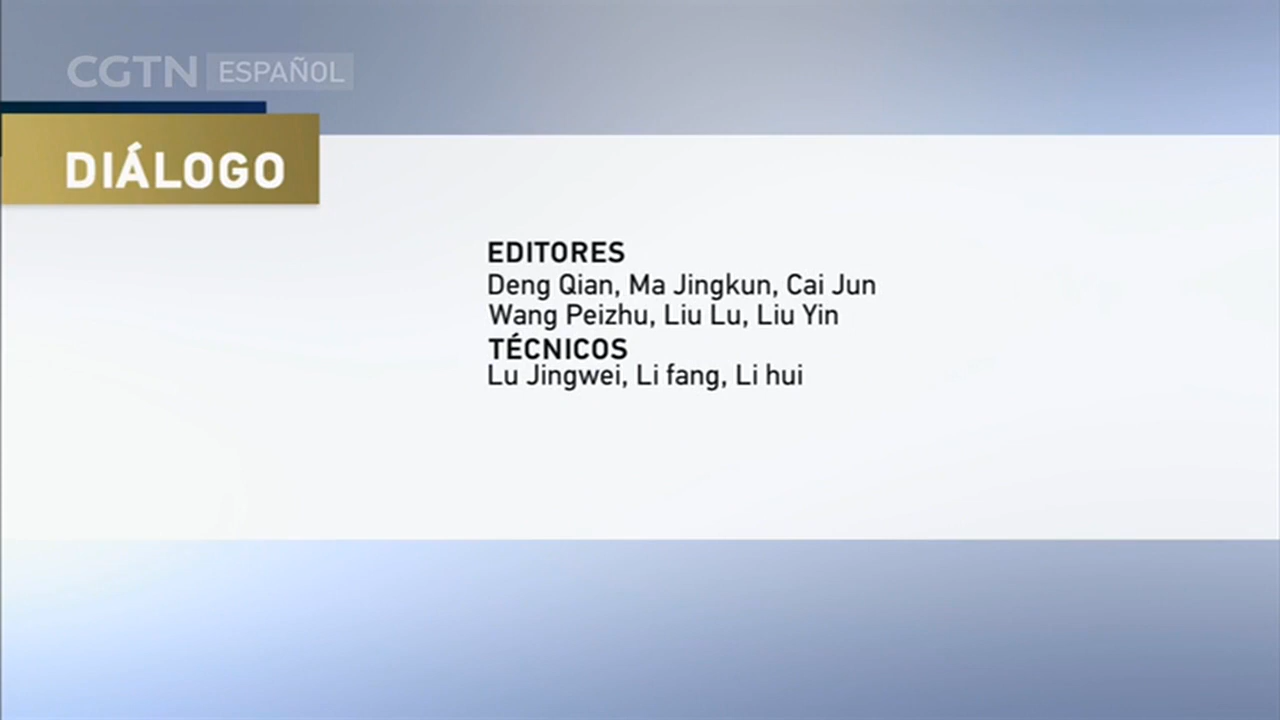 CGTN ESPAÑOL
DIÁLOGO
EDITORES
Deng Qian, Ma Jingkun, Cai Jun
Wang Peizhu, Liu Lu, Liu Yin
TÉCNICOS
Lu Jingwei, Li fang, Li hui